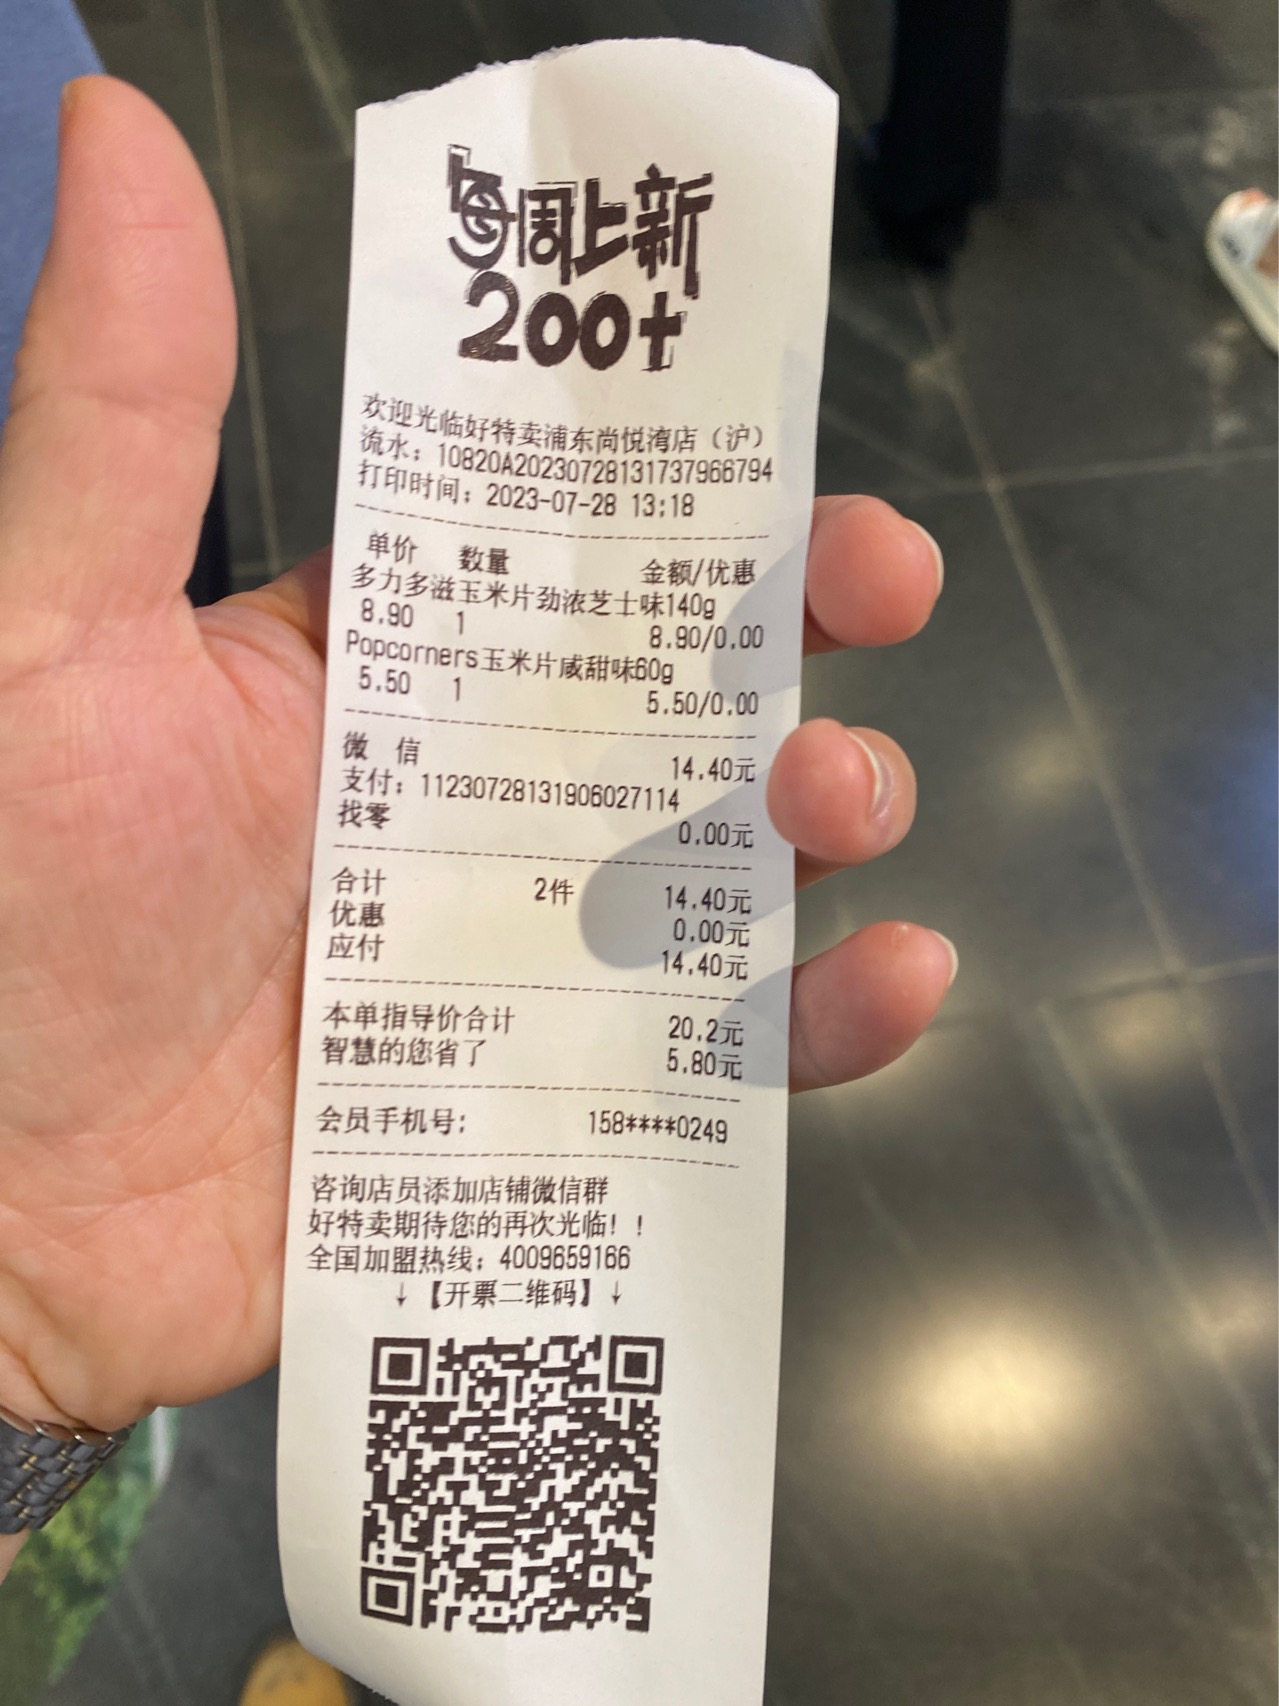 每周上新
200+
欢迎光临好特卖浦东尚悦湾店（沪）
流水：10820A20230728131737966794
打印时间：2023-07-28 13:18
单价 数量 金额/优惠
多力多滋玉米片劲浓芝士味140g
8.90 1 8.90/0.00
Popcorners玉米片咸甜味60g
5.50 1 5.50/0.00
微 信 14.40元
支付：11230728131906027114
找零 0.00元
合计 2件 14.40元
优惠 0.00元
应付 14.40元
本单指导价合计 20.2元
智慧的您省了 5.80元
会员手机号： 158****0249
咨询店员添加店铺微信群
好特卖期待您的再次光临！！
全国加盟热线：4009659166
↓【开票二维码】↓